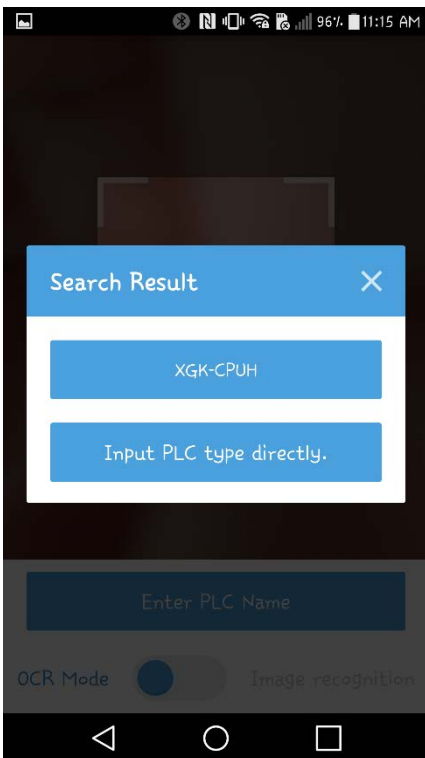 96% 11:15 AM
Search Result
XGK-CPUH
Input PLC type directly.
Enter PLC Name
OCR Mode
Image recognition